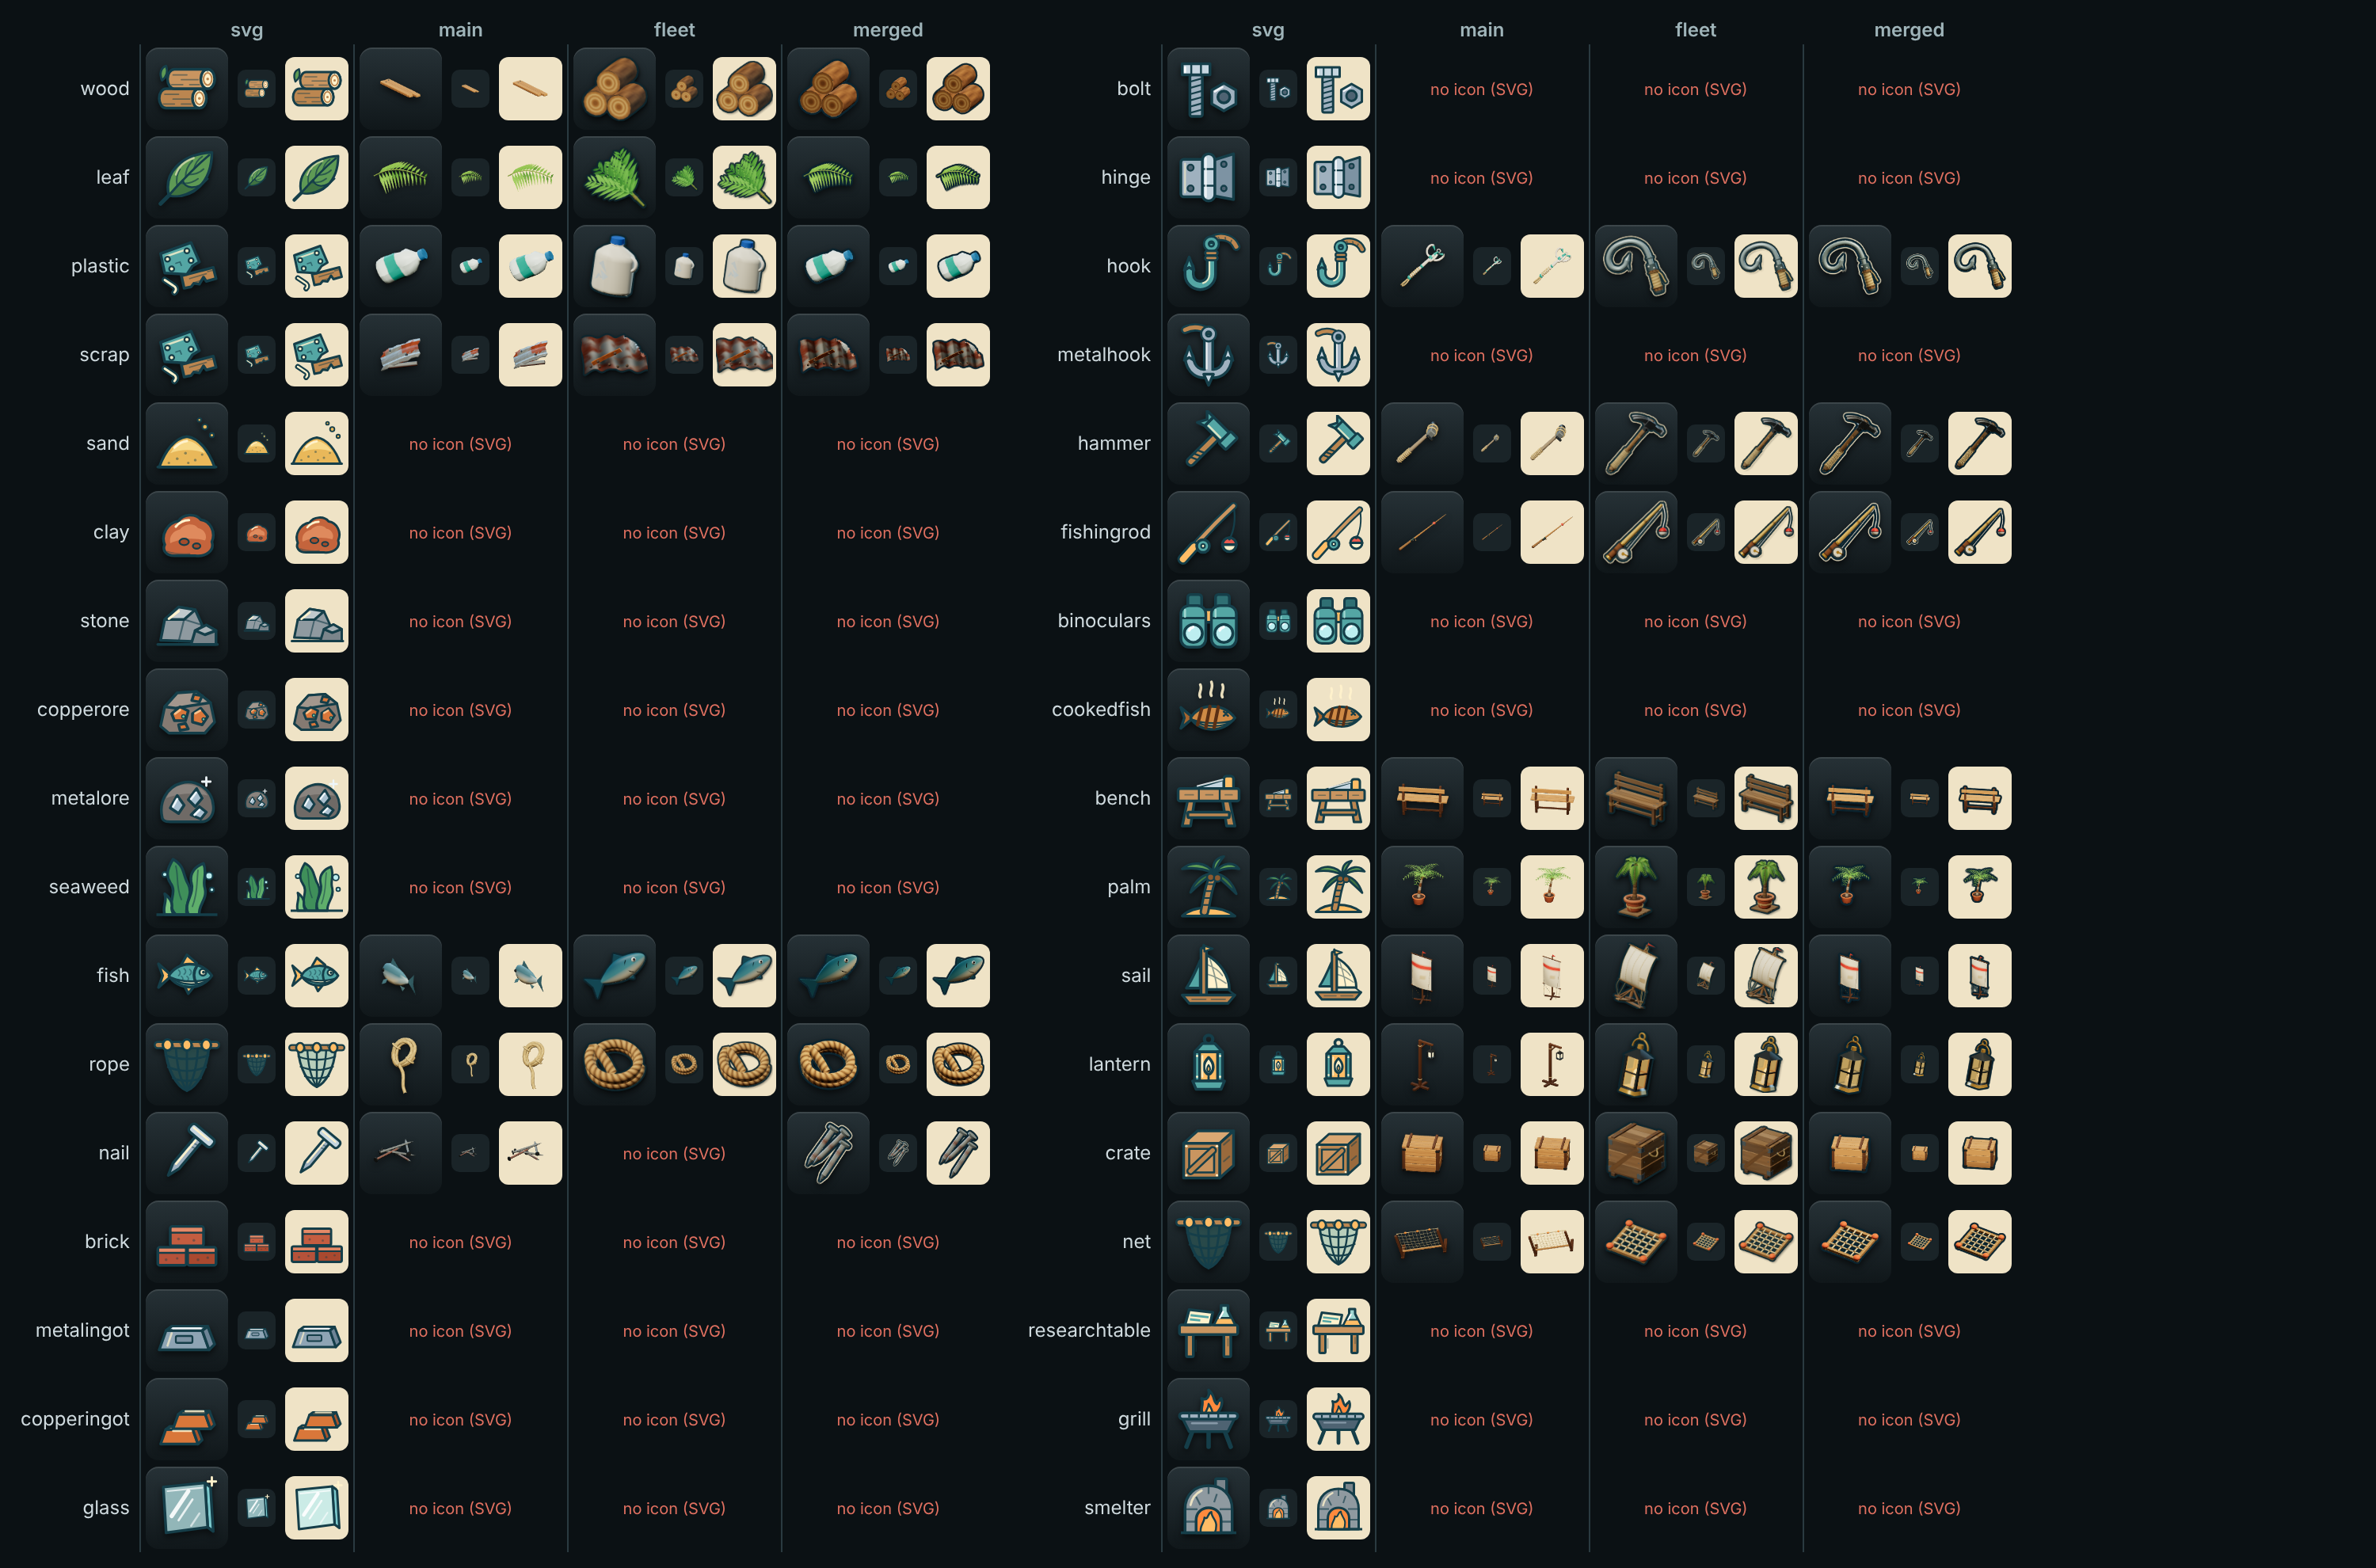 svg main fleet merged svg main fleet merged
wood bolt no icon (SVG) no icon (SVG) no icon (SVG)
leaf hinge no icon (SVG) no icon (SVG) no icon (SVG)
plastic hook
scrap metalhook no icon (SVG) no icon (SVG) no icon (SVG)
sand no icon (SVG) no icon (SVG) no icon (SVG) hammer
clay no icon (SVG) no icon (SVG) no icon (SVG) fishingrod
stone no icon (SVG) no icon (SVG) no icon (SVG) binoculars no icon (SVG) no icon (SVG) no icon (SVG)
copperore no icon (SVG) no icon (SVG) no icon (SVG) cookedfish no icon (SVG) no icon (SVG) no icon (SVG)
metalore no icon (SVG) no icon (SVG) no icon (SVG) bench
seaweed no icon (SVG) no icon (SVG) no icon (SVG) palm
fish sail
rope lantern
nail no icon (SVG) crate
brick no icon (SVG) no icon (SVG) no icon (SVG) net
metalingot no icon (SVG) no icon (SVG) no icon (SVG) researchtable no icon (SVG) no icon (SVG) no icon (SVG)
copperingot no icon (SVG) no icon (SVG) no icon (SVG) grill no icon (SVG) no icon (SVG) no icon (SVG)
glass no icon (SVG) no icon (SVG) no icon (SVG) smelter no icon (SVG) no icon (SVG) no icon (SVG)